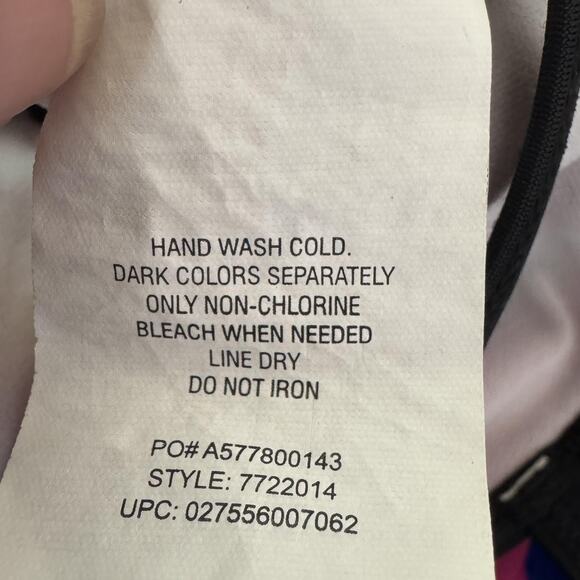 HAND WASH COLD.
DARK COLORS SEPARATELY
ONLY NON-CHLORINE
BLEACH WHEN NEEDED
LINE DRY
DO NOT IRON
PO# A577800143
STYLE: 7722014
UPC: 027556007062